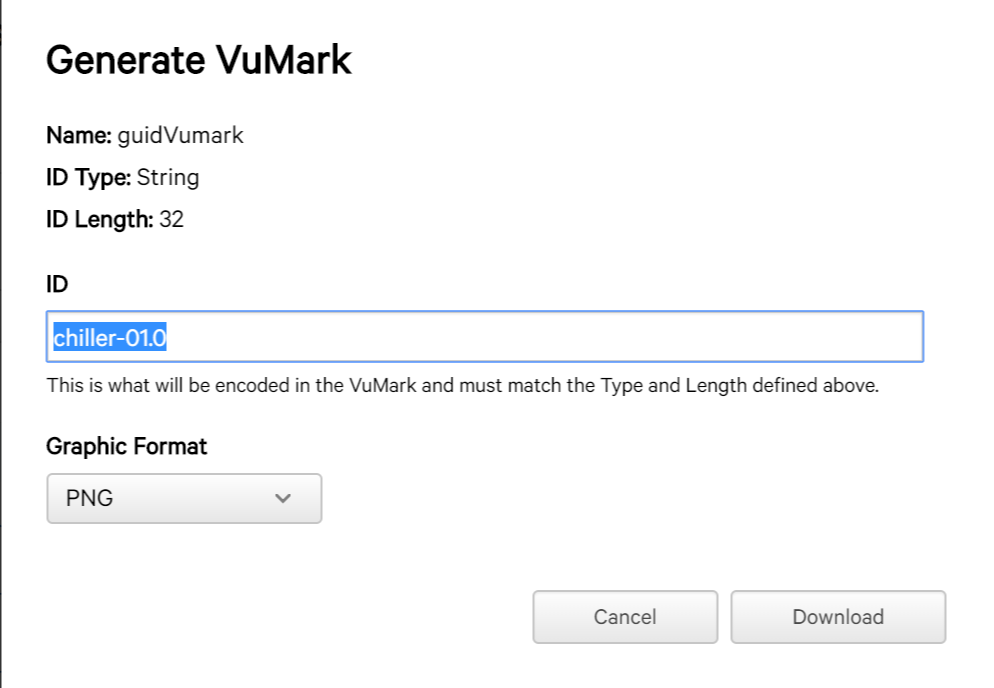 Generate VuMark
Name: guidVumark
ID Type: String
ID Length: 32
ID
chiller-01.0
This is what will be encoded in the VuMark and must match the Type and Length defined above.
Graphic Format
PNG
Cancel Download